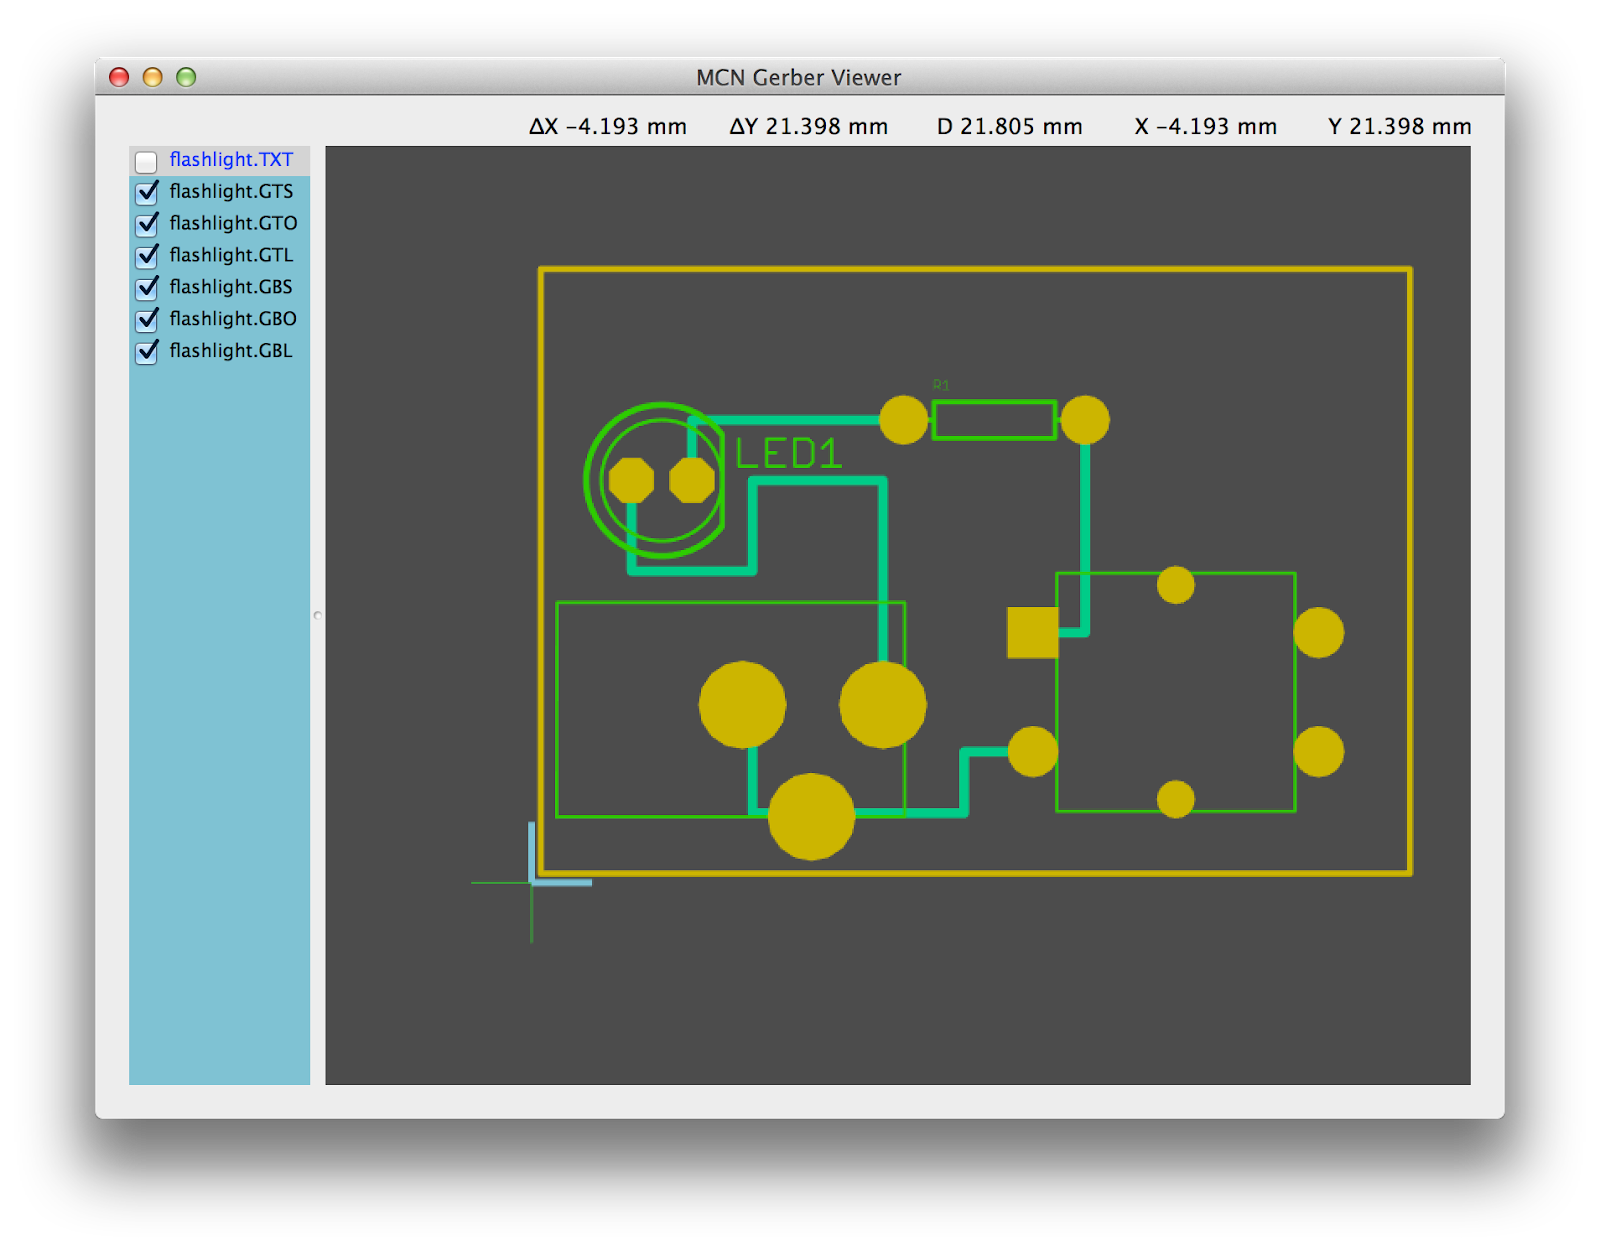 MCN Gerber Viewer
ΔX −4.193 mm ΔY 21.398 mm D 21.805 mm X −4.193 mm Y 21.398 mm
flashlight.TXT
flashlight.GTS
flashlight.GTO
flashlight.GTL
flashlight.GBS
flashlight.GBO
flashlight.GBL
R1
LED1